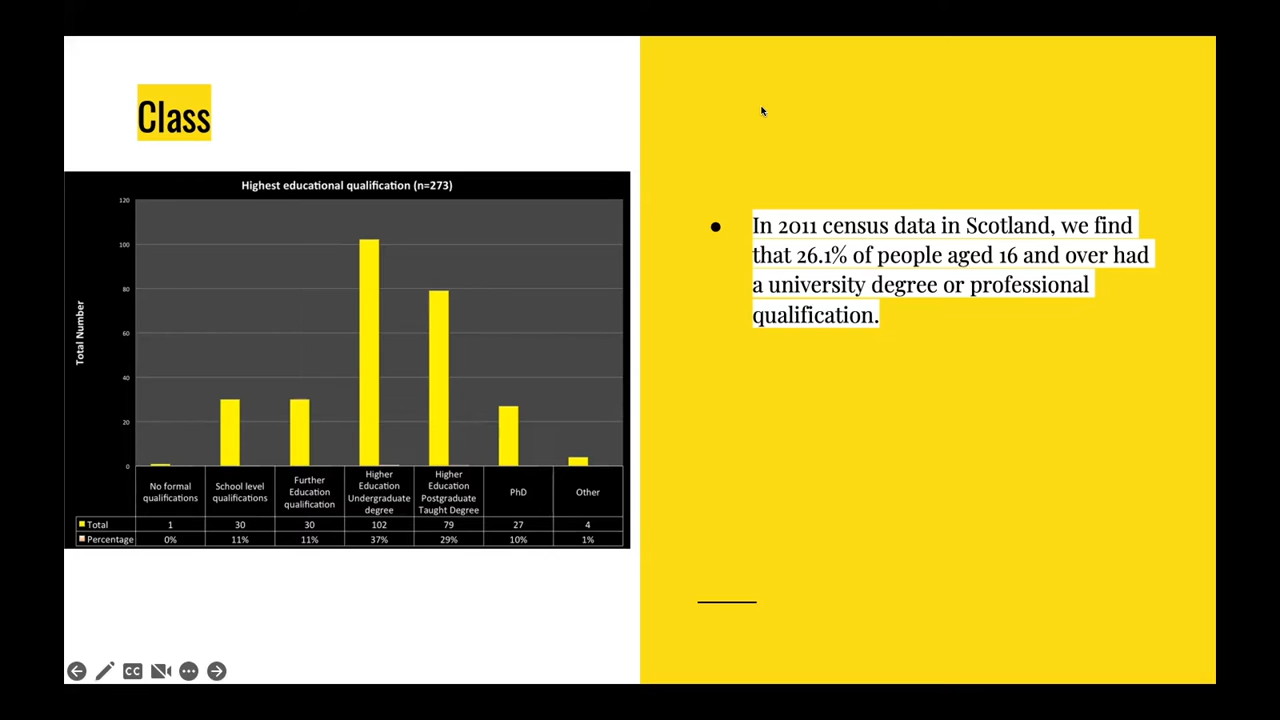 Class
Highest educational qualification (n=273)
Total Number
120
100
80
60
40
20
0
No formal
qualifications
School level
qualifications
Further
Education
qualification
Higher
Education
Undergraduate
degree
Higher
Education
Postgraduate
Taught Degree
PhD
Other
Total 1 30 30 102 79 27 4
Percentage 0% 11% 11% 37% 29% 10% 1%
In 2011 census data in Scotland, we find
that 26.1% of people aged 16 and over had
a university degree or professional
qualification.
CC